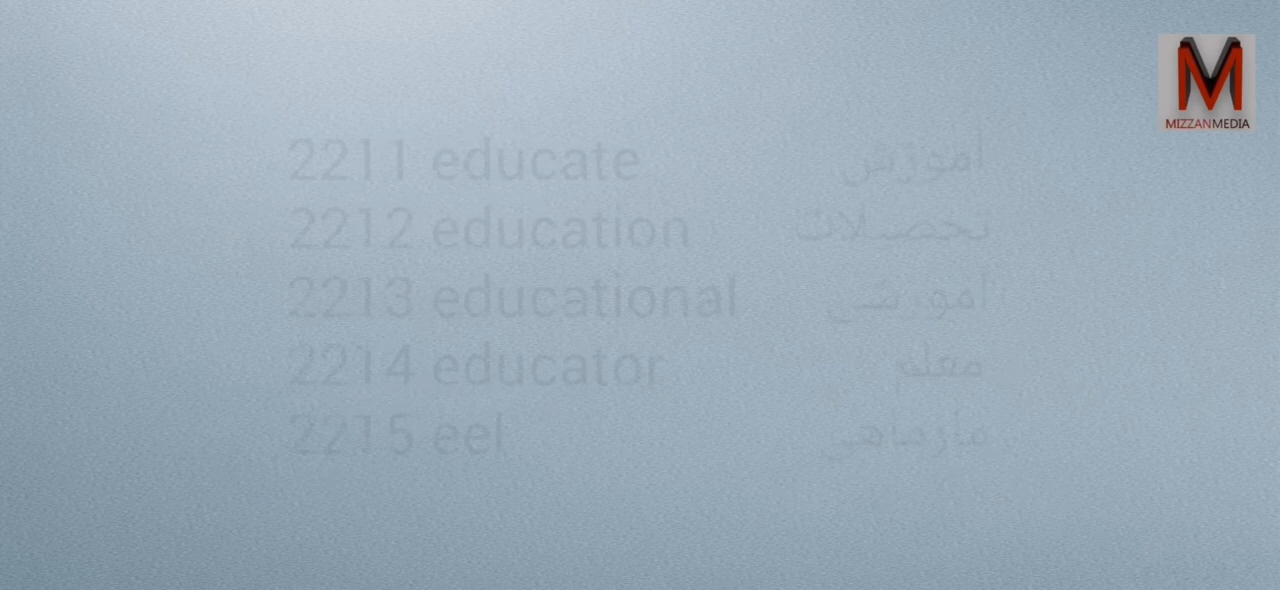 MIZZANMEDIA
2211 educate آموزش
2212 education تحصیلات
2213 educational آموزشی
2214 educator معلم
2215 eel مارماهی